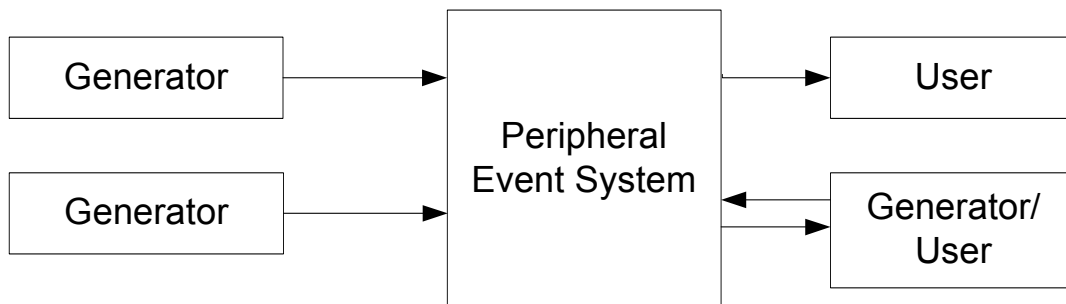 Generator
Generator
Peripheral
Event System
User
Generator/
User